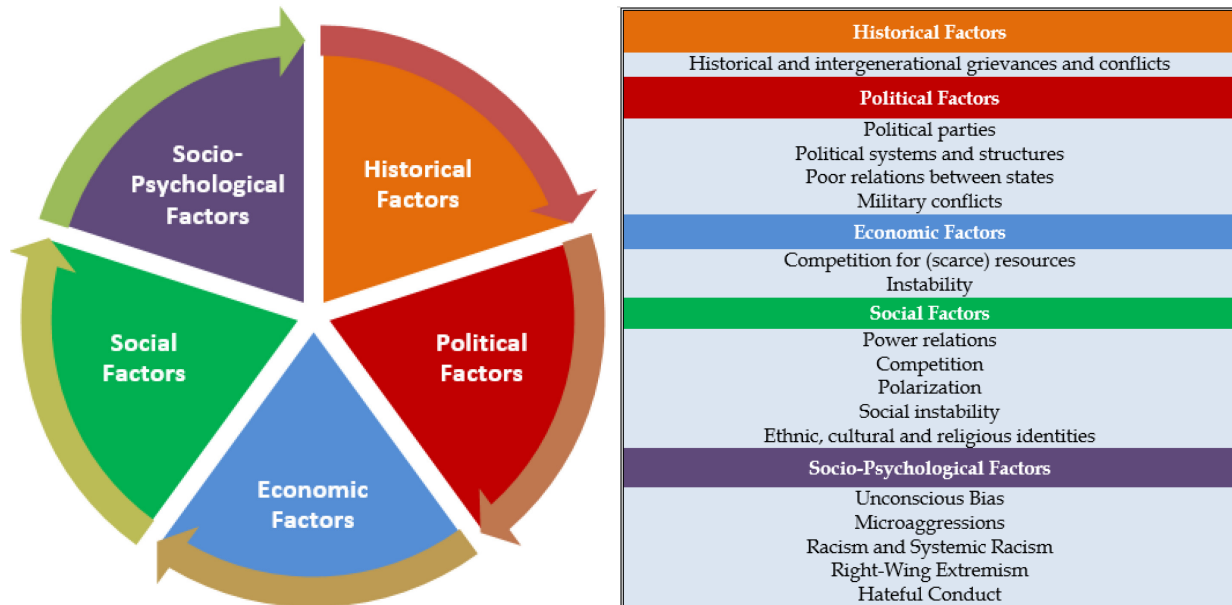 Socio-
Psychological
Factors
Historical
Factors
Social
Factors
Political
Factors
Economic
Factors
Historical Factors
Historical and intergenerational grievances and conflicts
Political Factors
Political parties
Political systems and structures
Poor relations between states
Military conflicts
Economic Factors
Competition for (scarce) resources
Instability
Social Factors
Power relations
Competition
Polarization
Social instability
Ethnic, cultural and religious identities
Socio-Psychological Factors
Unconscious Bias
Microaggressions
Racism and Systemic Racism
Right-Wing Extremism
Hateful Conduct